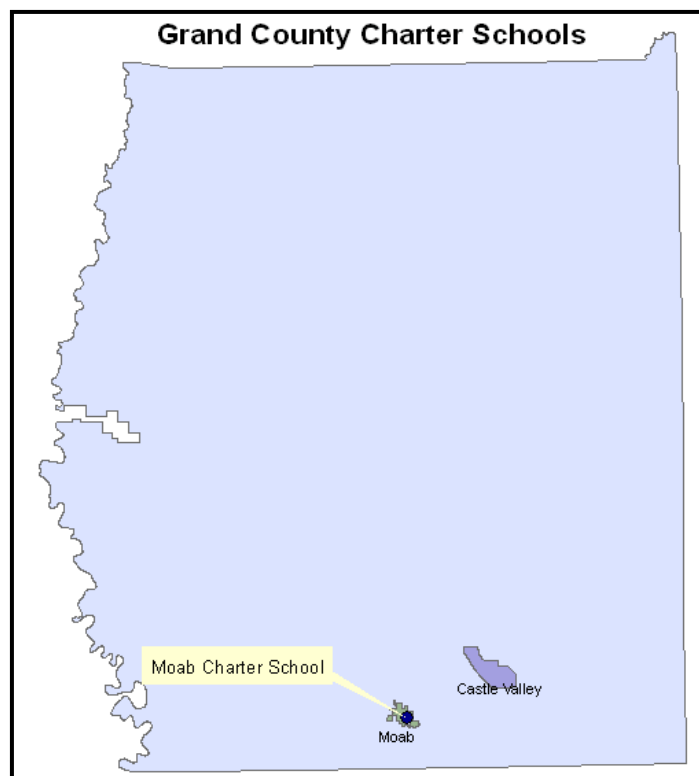 Grand County Charter Schools
Moab Charter School
Castle Valley
Moab